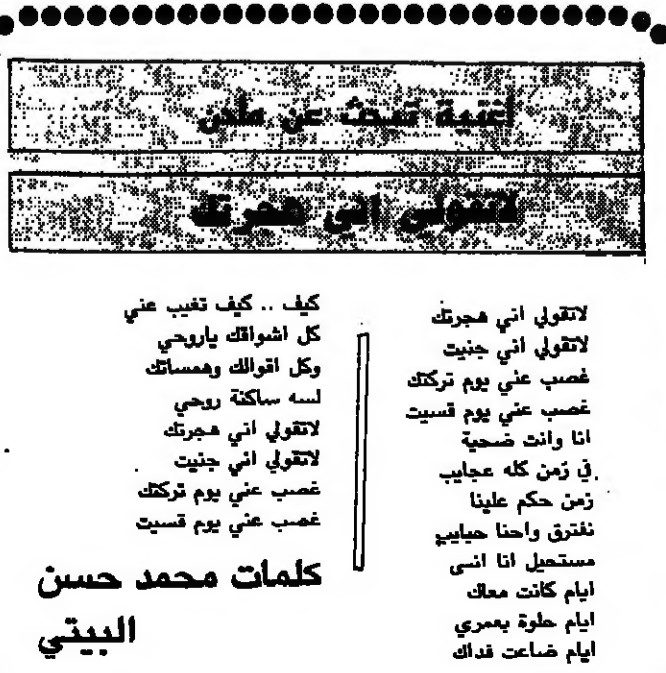 أغنية تبحث عن ملحن
لاتقولي اني هجرتك
لاتقولي اني هجرتك
لاتقولي اني جنيت
غصب عني يوم تركتك
غصب عني يوم قسيت
انا وانت ضحية
في زمن كله عجايب
زمن حكم علينا
نفترق واحنا حبايب
مستحيل انا انسى
ايام كانت معاك
ايام حلوة بعمري
ايام ضاعت فداك
كيف .. كيف تغيب عني
كل اشواقك ياروحي
وكل اقوالك وهمساتك
لسه ساكنة روحي
لاتقولي اني هجرتك
لاتقولي اني جنيت
غصب عني يوم تركتك
غصب عني يوم قسيت
كلمات محمد حسن
البيتي